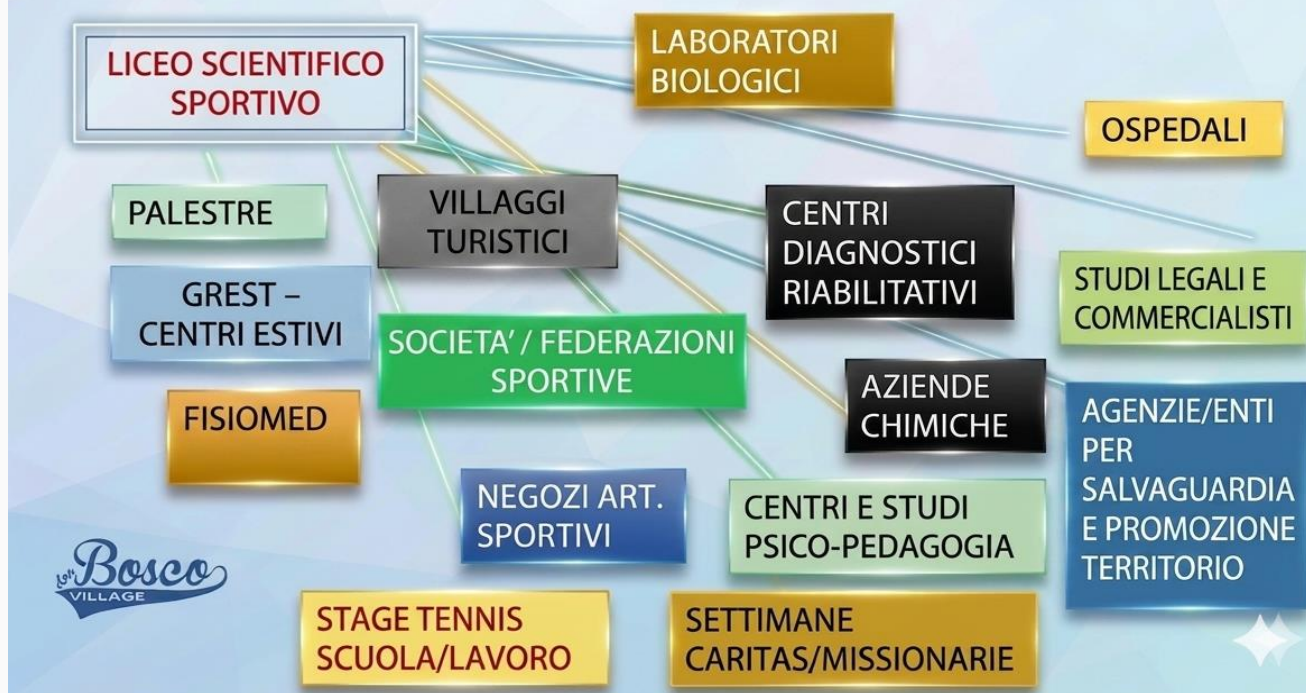 LICEO SCIENTIFICO
SPORTIVO
LABORATORI
BIOLOGICI
OSPEDALI
PALESTRE
VILLAGGI
TURISTICI
CENTRI
DIAGNOSTICI
RIABILITATIVI
GREST –
CENTRI ESTIVI
STUDI LEGALI E
COMMERCIALISTI
SOCIETA' / FEDERAZIONI
SPORTIVE
FISIOMED
AZIENDE
CHIMICHE
AGENZIE/ENTI
PER
SALVAGUARDIA
E PROMOZIONE
TERRITORIO
NEGOZI ART.
SPORTIVI
CENTRI E STUDI
PSICO-PEDAGOGIA
don Bosco
VILLAGE
STAGE TENNIS
SCUOLA/LAVORO
SETTIMANE
CARITAS/MISSIONARIE